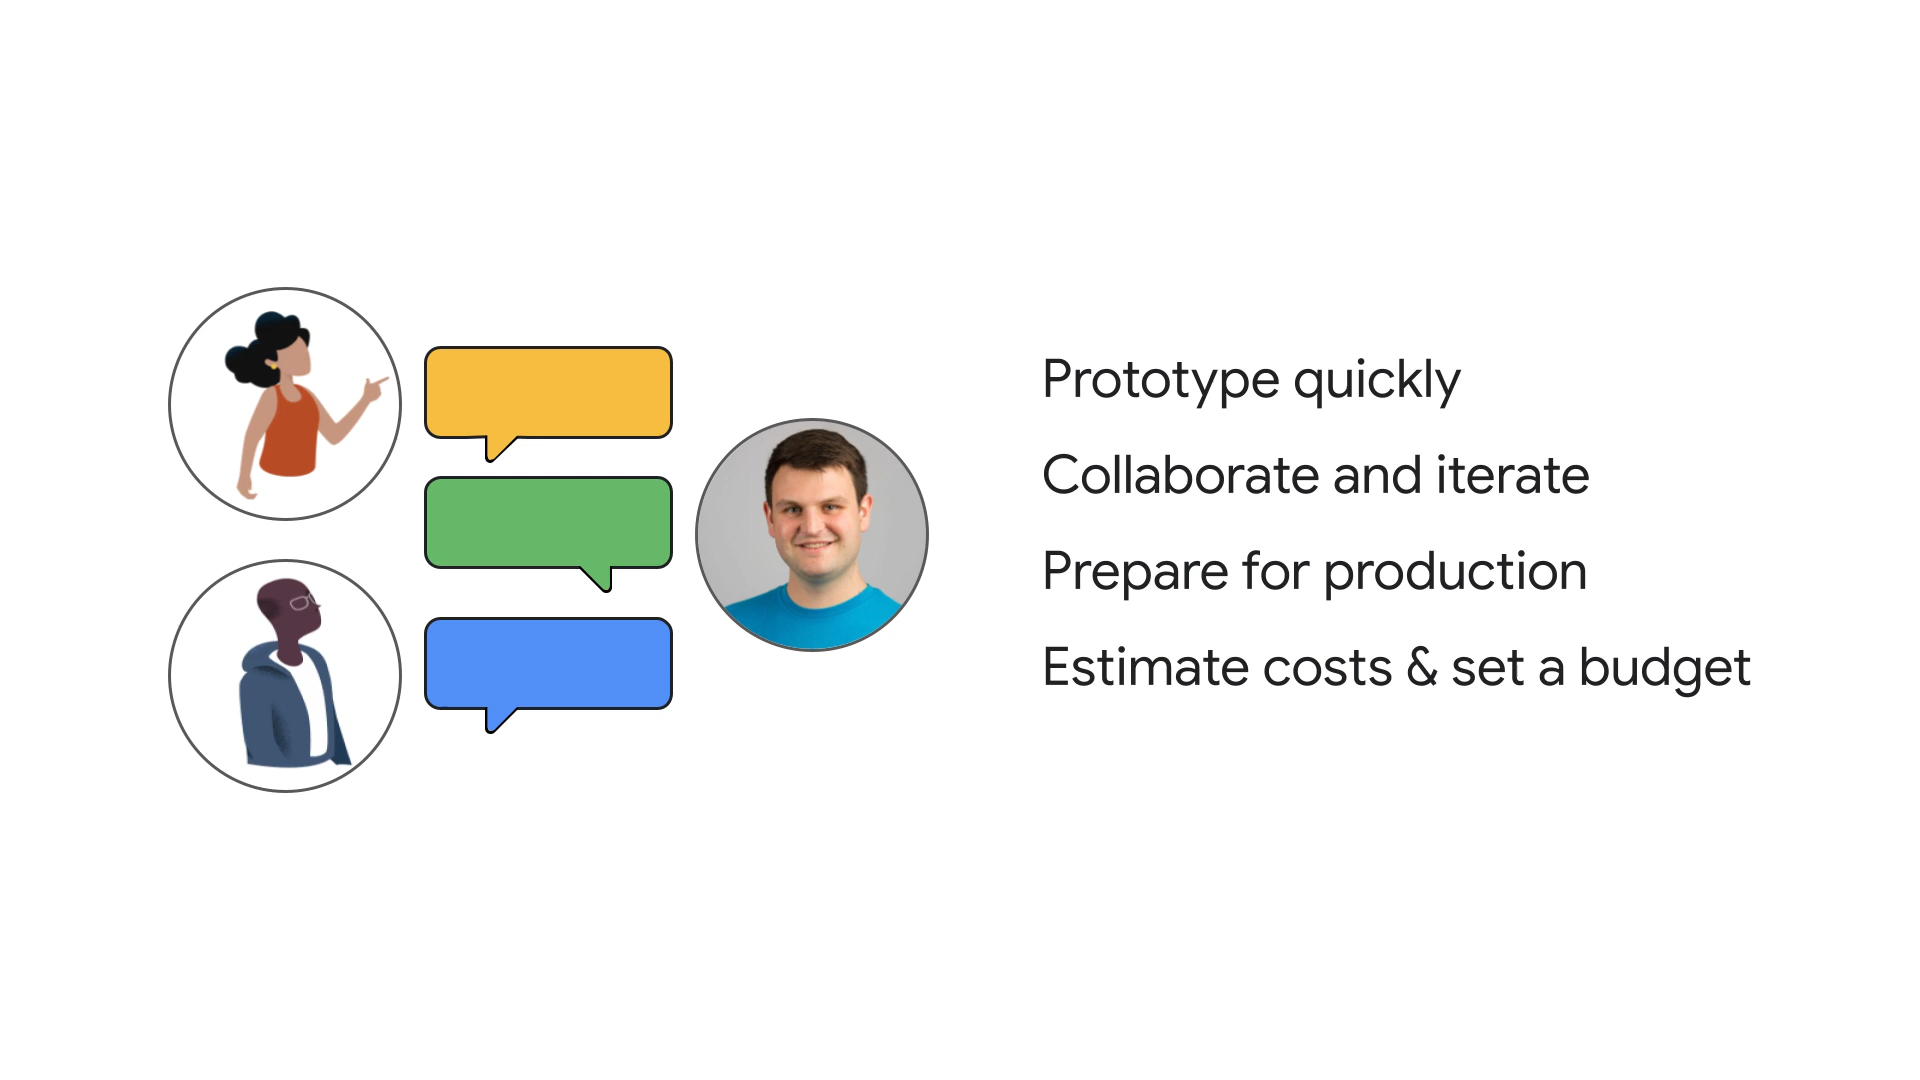 Prototype quickly
Collaborate and iterate
Prepare for production
Estimate costs & set a budget